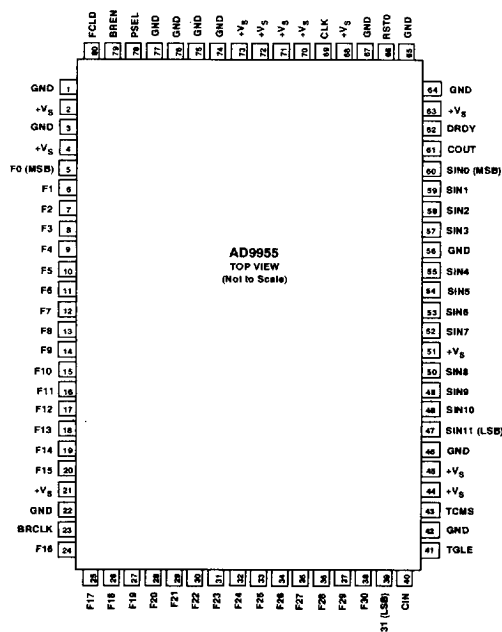 FCLD BREN PSEL GND GND GND GND +VS +VS +VS +VS CLK +VS GND RST0 GND
80 79 78 77 76 75 74 73 72 71 70 69 68 67 66 65
GND 1
+VS 2
GND 3
+VS 4
F0 (MSB) 5
F1 6
F2 7
F3 8
F4 9
F5 10
F6 11
F7 12
F8 13
F9 14
F10 15
F11 16
F12 17
F13 18
F14 19
F15 20
+VS 21
GND 22
BRCLK 23
F16 24
AD9955
TOP VIEW
(Not to Scale)
64 GND
63 +VS
62 DRDY
61 COUT
60 SIN0 (MSB)
59 SIN1
58 SIN2
57 SIN3
56 GND
55 SIN4
54 SIN5
53 SIN6
52 SIN7
51 +VS
50 SIN8
49 SIN9
48 SIN10
47 SIN11 (LSB)
46 GND
45 +VS
44 +VS
43 TCMS
42 GND
41 TGLE
25 26 27 28 29 30 31 32 33 34 35 36 37 38 39 40
F17 F18 F19 F20 F21 F22 F23 F24 F25 F26 F27 F28 F29 F30 31 (LSB) CIN